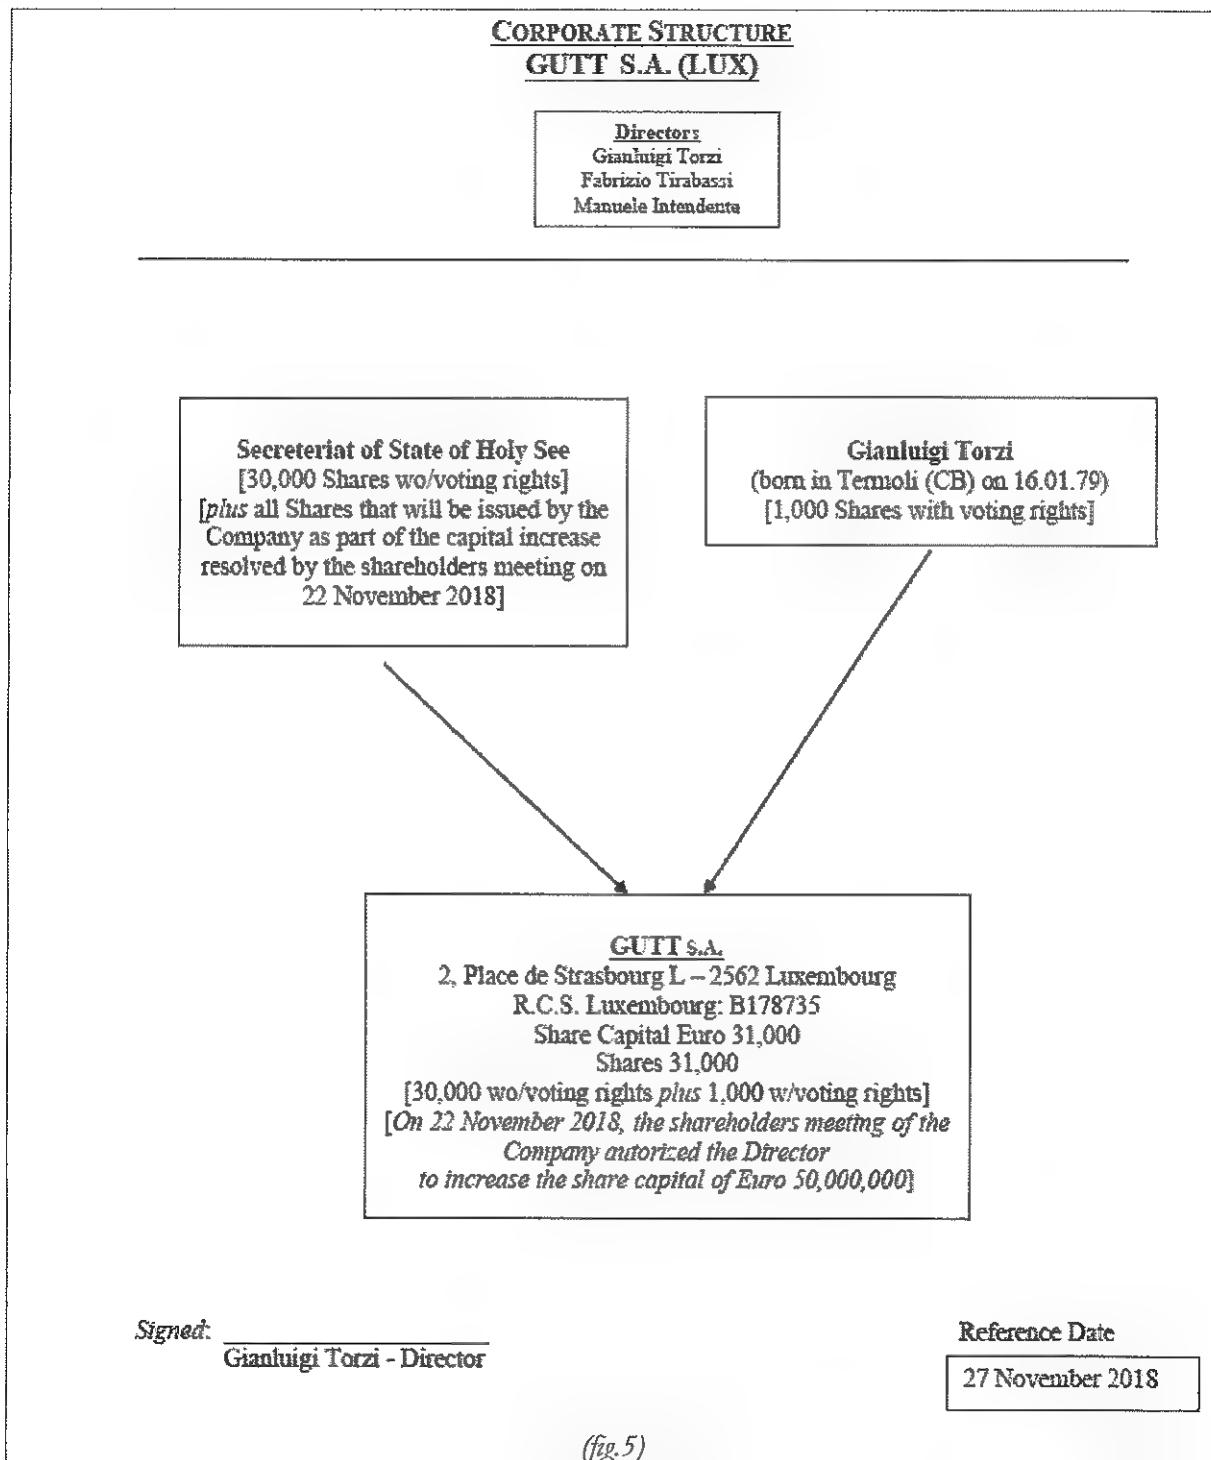 CORPORATE STRUCTURE
GUTT S.A. (LUX)
Directors
Gianluigi Torzi
Fabrizio Tirabassi
Manuele Intendente
Secreteriat of State of Holy See
[30,000 Shares wo/voting rights]
[plus all Shares that will be issued by the
Company as part of the capital increase
resolved by the shareholders meeting on
22 November 2018]
Gianluigi Torzi
(born in Termoli (CB) on 16.01.79)
[1,000 Shares with voting rights]
GUTT S.A.
2, Place de Strasbourg L – 2562 Luxembourg
R.C.S. Luxembourg: B178735
Share Capital Euro 31,000
Shares 31,000
[30,000 wo/voting rights plus 1,000 w/voting rights]
[On 22 November 2018, the shareholders meeting of the
Company autorized the Director
to increase the share capital of Euro 50,000,000]
Signed:
Gianluigi Torzi - Director
Reference Date
27 November 2018
(fig.5)